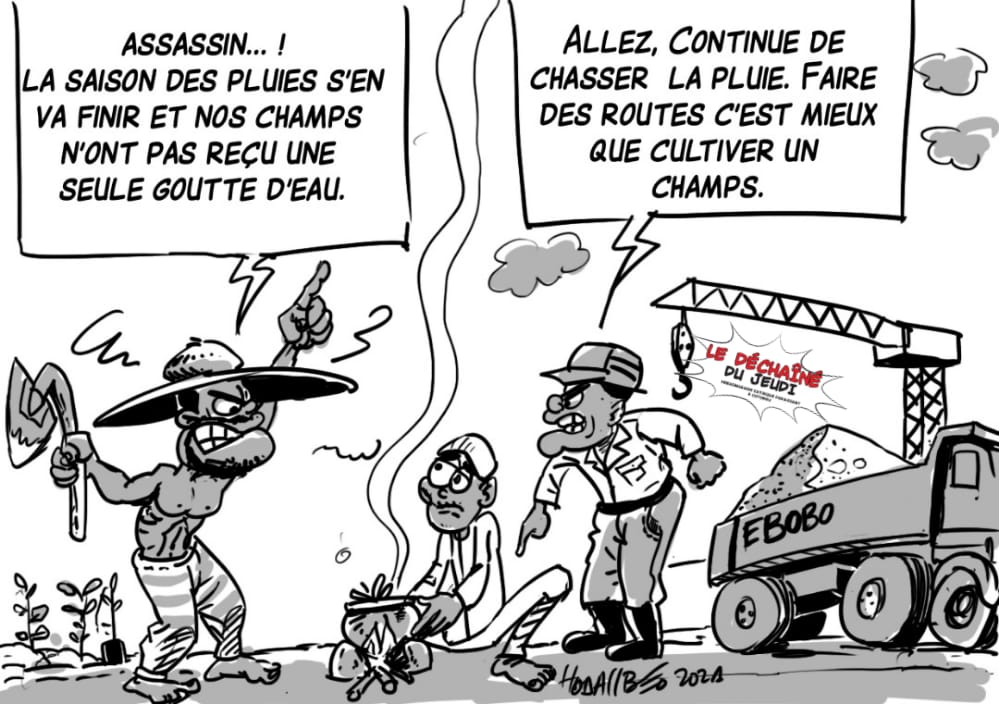 ASSASSIN... !
LA SAISON DES PLUIES S'EN
VA FINIR ET NOS CHAMPS
N'ONT PAS REÇU UNE
SEULE GOUTTE D'EAU.
ALLEZ, CONTINUE DE
CHASSER LA PLUIE. FAIRE
DES ROUTES C'EST MIEUX
QUE CULTIVER UN
CHAMPS.
LE DÉCHAÎNÉ
DU JEUDI
EBOBO